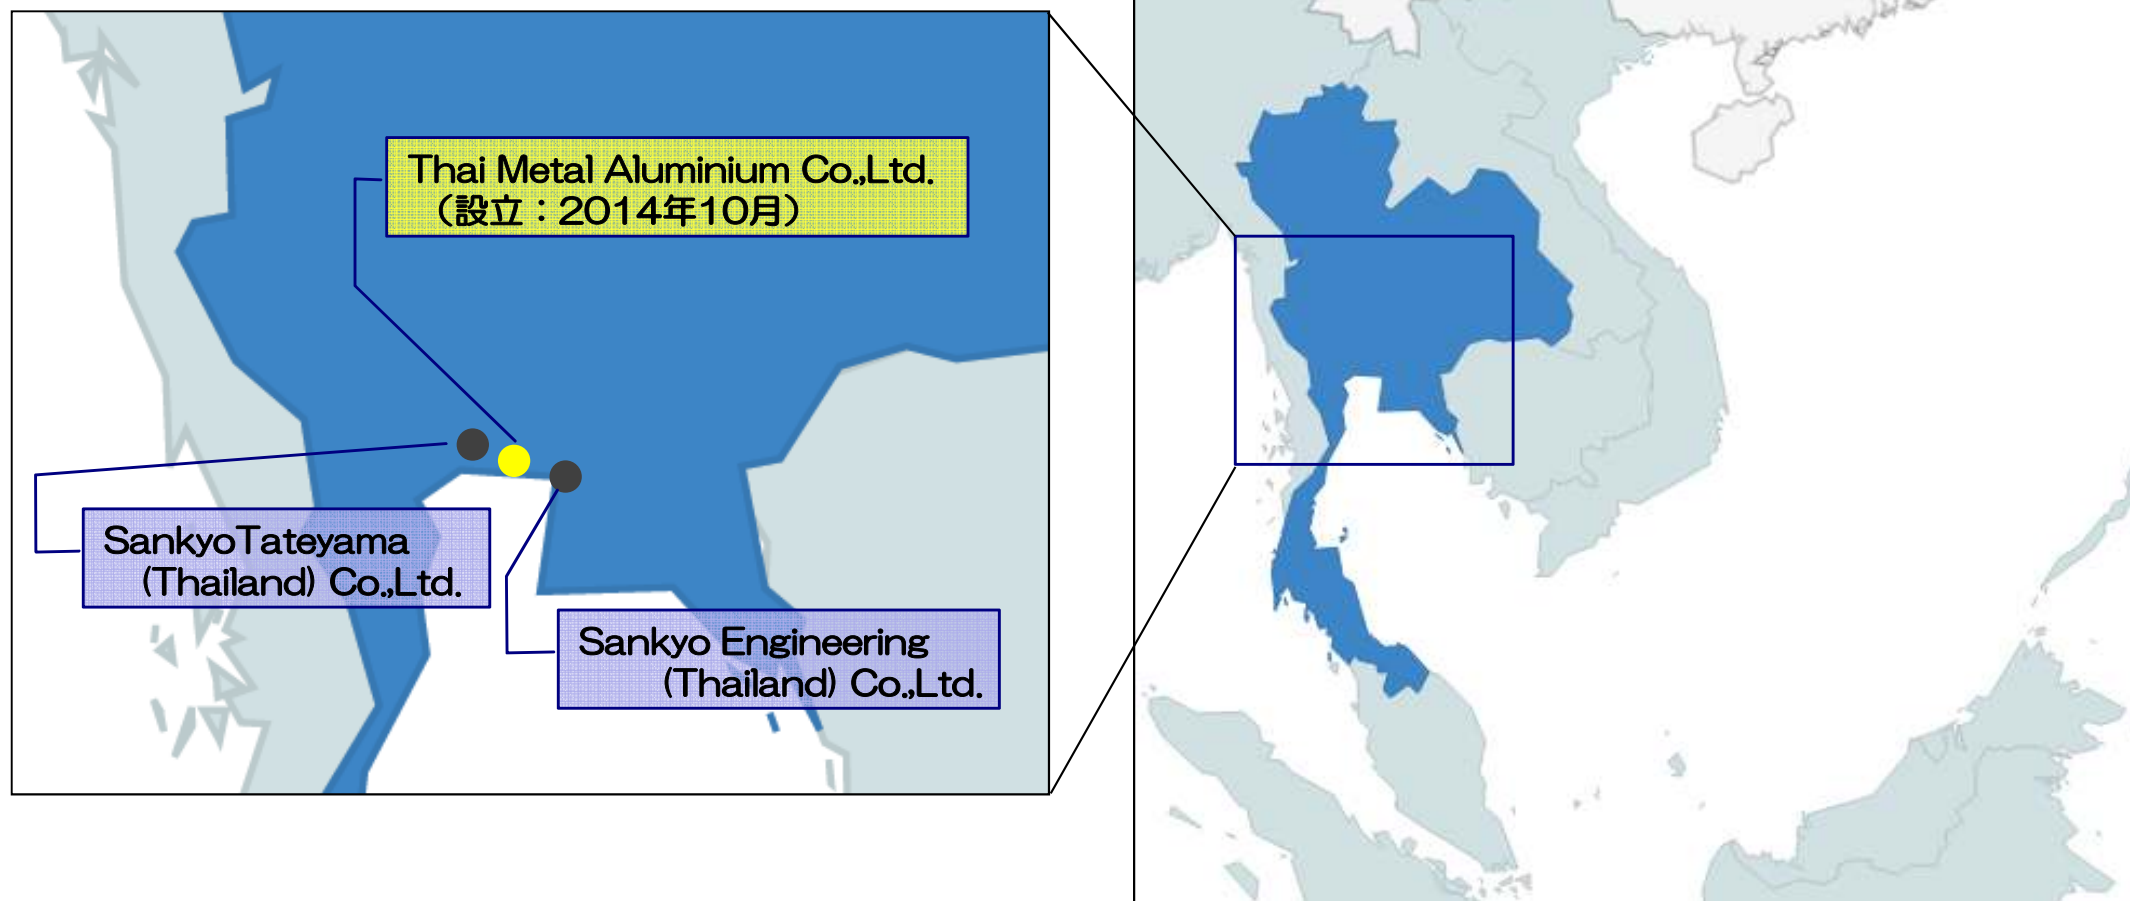 Thai Metal Aluminium Co.,Ltd.
（設立：2014年10月）
SankyoTateyama
(Thailand) Co.,Ltd.
Sankyo Engineering
(Thailand) Co.,Ltd.